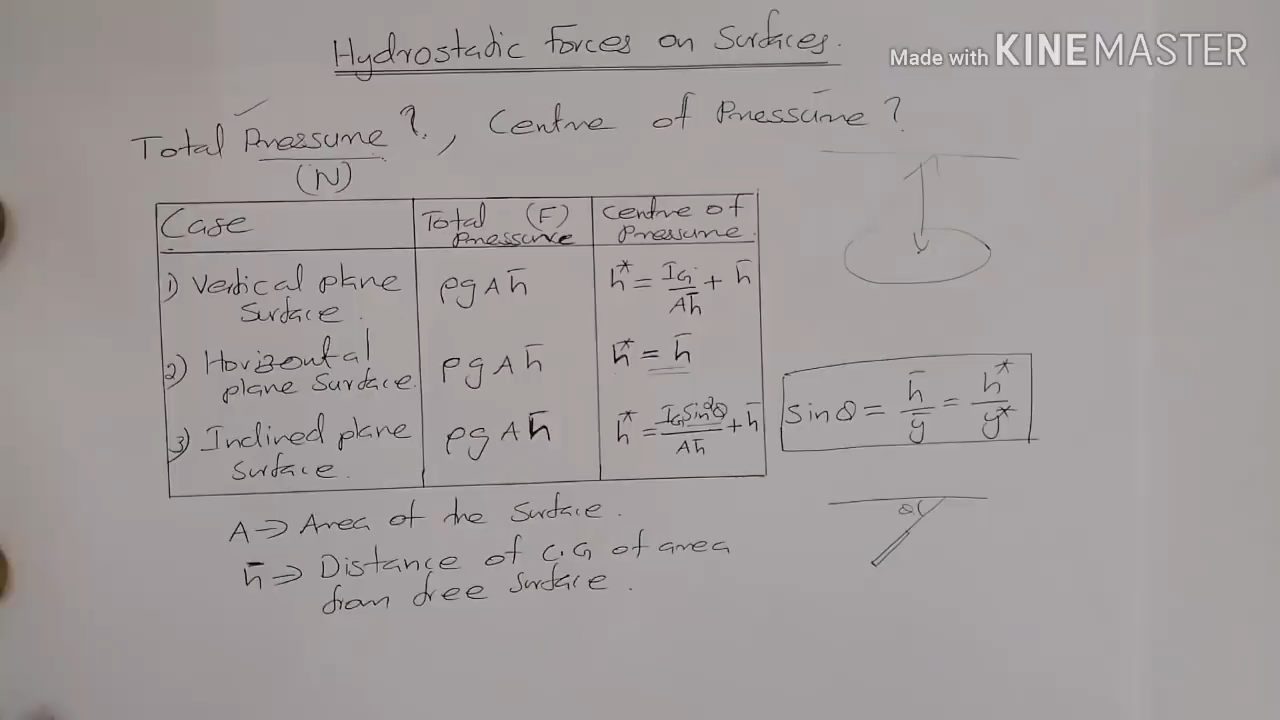 Hydrostadic Forces on Surfaces.
Made with KINEMASTER
Total Pressure?, Centre of Pressure?
(N)
Case
Total (F) Pressure
Centre of Pressure
1) Vertical plane surface.
ρgAh̄
h* = IG/Ah̄ + h̄
2) Horizontal plane surface
ρgAh̄
h* = h̄
3) Inclined plane surface.
ρgAh̄
h* = IG Sin²θ/Ah̄ + h̄
Sinθ = h̄/ȳ = h*/y*
θ
A => Area of the surface.
h̄ => Distance of C.G of area
from free surface.